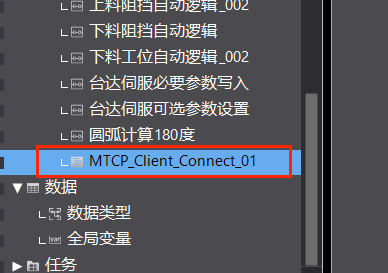 上料阻挡自动逻辑_002
下料阻挡自动逻辑
下料工位自动逻辑_002
台达伺服必要参数写入
台达伺服可选参数设置
圆弧计算180度
MTCP_Client_Connect_01
数据
数据类型
全局变量
任务